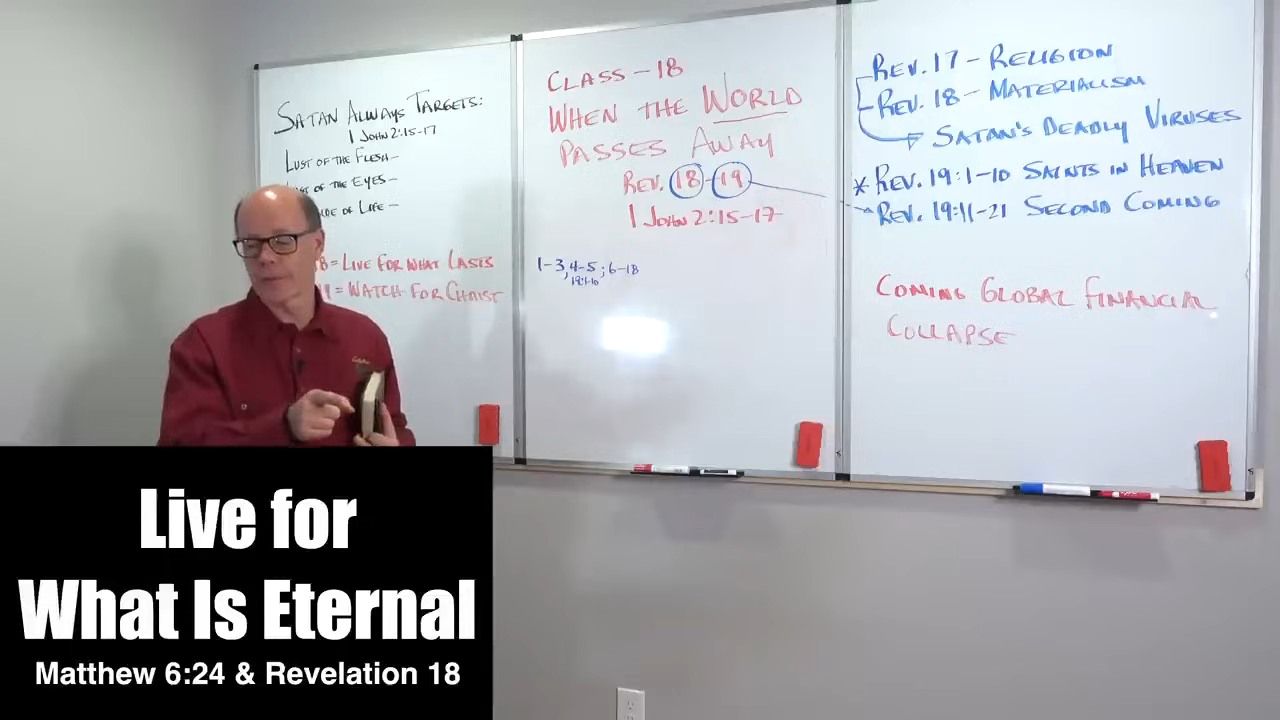 SATAN ALWAYS TARGETS:
1 JOHN 2:15-17
LUST OF THE FLESH-
OF THE EYES-
OF LIFE-
= LIVE FOR WHAT LASTS
= WATCH FOR CHRIST
CLASS-18
WHEN THE WORLD
PASSES AWAY
REV. 18-19
1 JOHN 2:15-17
1-3; 4-5; 6-18
19:1-10
REV. 17 - RELIGION
REV. 18 - MATERIALISM
SATAN'S DEADLY VIRUSES
* REV. 19:1-10 SAINTS IN HEAVEN
REV. 19:11-21 SECOND COMING
COMING GLOBAL FINANCIAL
COLLAPSE
Live for
What Is Eternal
Matthew 6:24 & Revelation 18